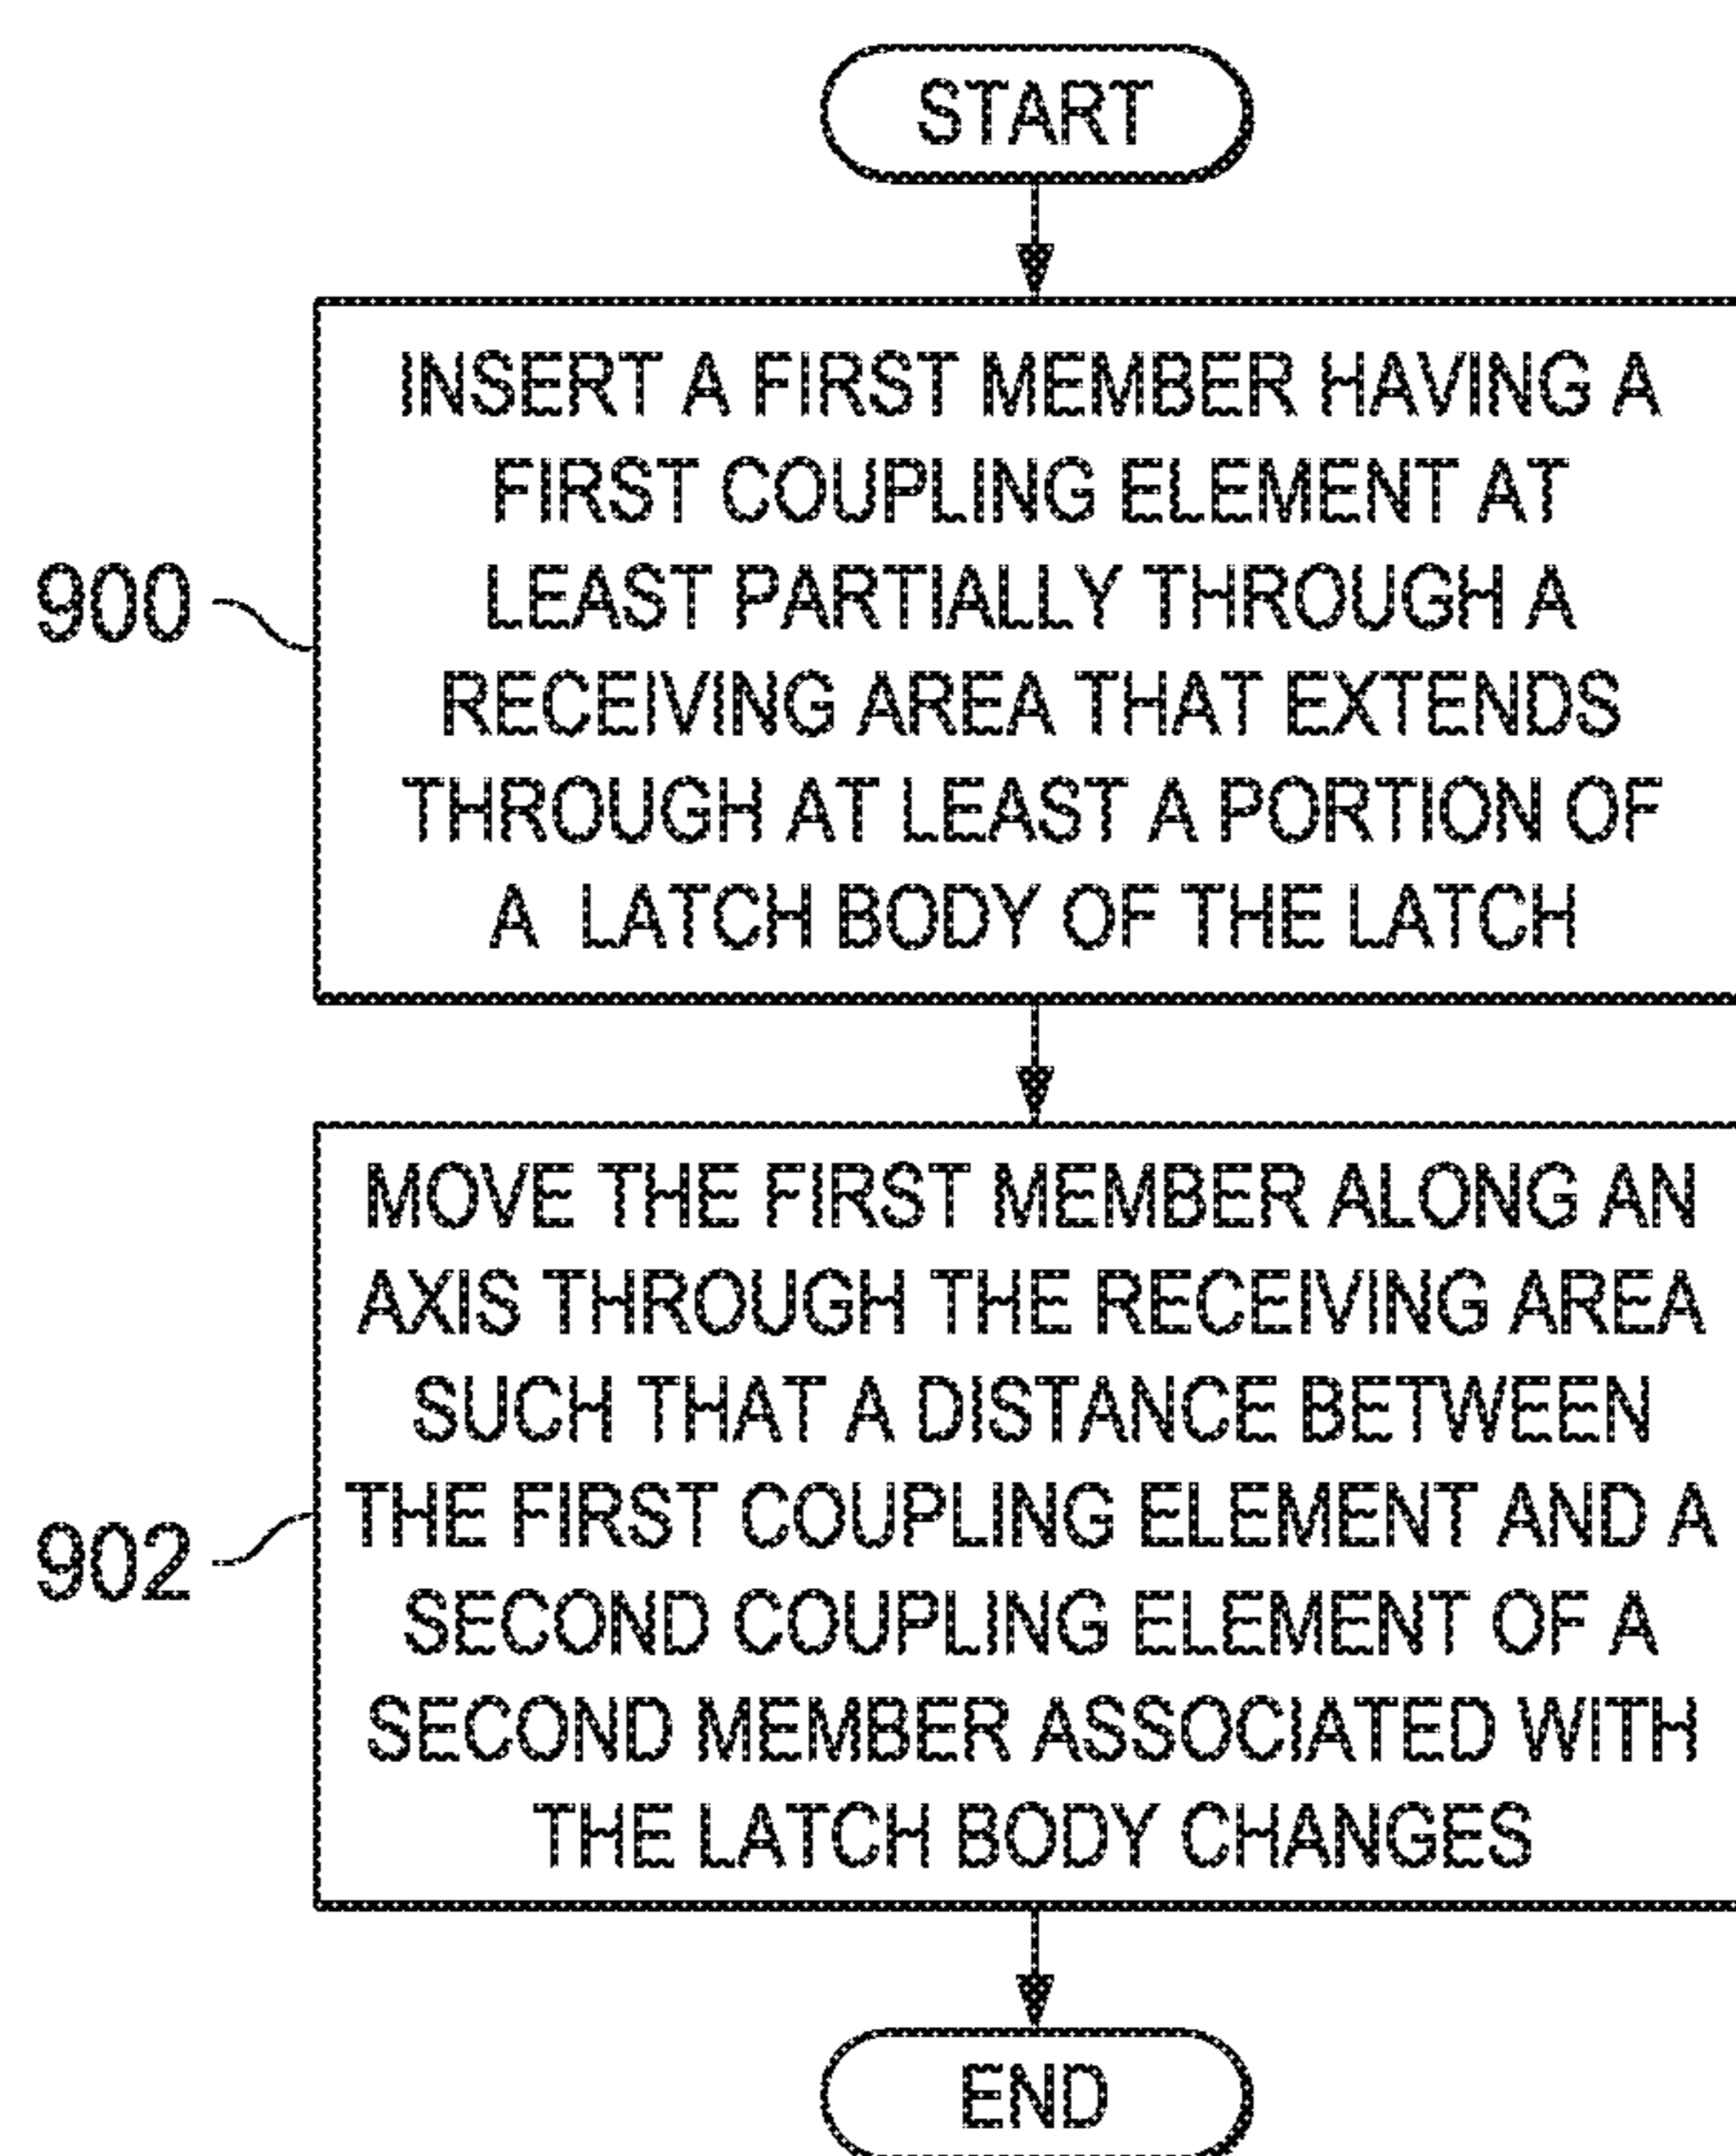 START
INSERT A FIRST MEMBER HAVING A
FIRST COUPLING ELEMENT AT
LEAST PARTIALLY THROUGH A
RECEIVING AREA THAT EXTENDS
THROUGH AT LEAST A PORTION OF
A LATCH BODY OF THE LATCH
900
MOVE THE FIRST MEMBER ALONG AN
AXIS THROUGH THE RECEIVING AREA
SUCH THAT A DISTANCE BETWEEN
THE FIRST COUPLING ELEMENT AND A
SECOND COUPLING ELEMENT OF A
SECOND MEMBER ASSOCIATED WITH
THE LATCH BODY CHANGES
902
END